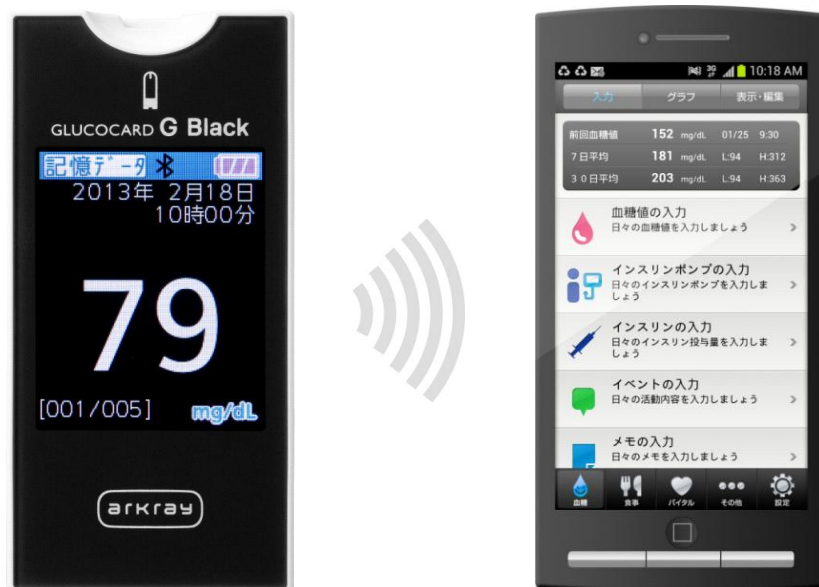 GLUCOCARD G Black
記憶データ
2013年 2月18日
10時00分
79
[001/005] mg/dL
arkray
3G 10:18 AM
入力 グラフ 表示・編集
前回血糖値 152 mg/dL 01/25 9:30
7日平均 181 mg/dL L:94 H:312
30日平均 203 mg/dL L:94 H:363
血糖値の入力
日々の血糖値を入力しましょう
インスリンポンプの入力
日々のインスリンポンプを入力しま
しょう
インスリンの入力
日々のインスリン投与量を入力しま
しょう
イベントの入力
日々の活動内容を入力しましょう
メモの入力
日々のメモを入力しましょう
血糖 食事 バイタル その他 設定